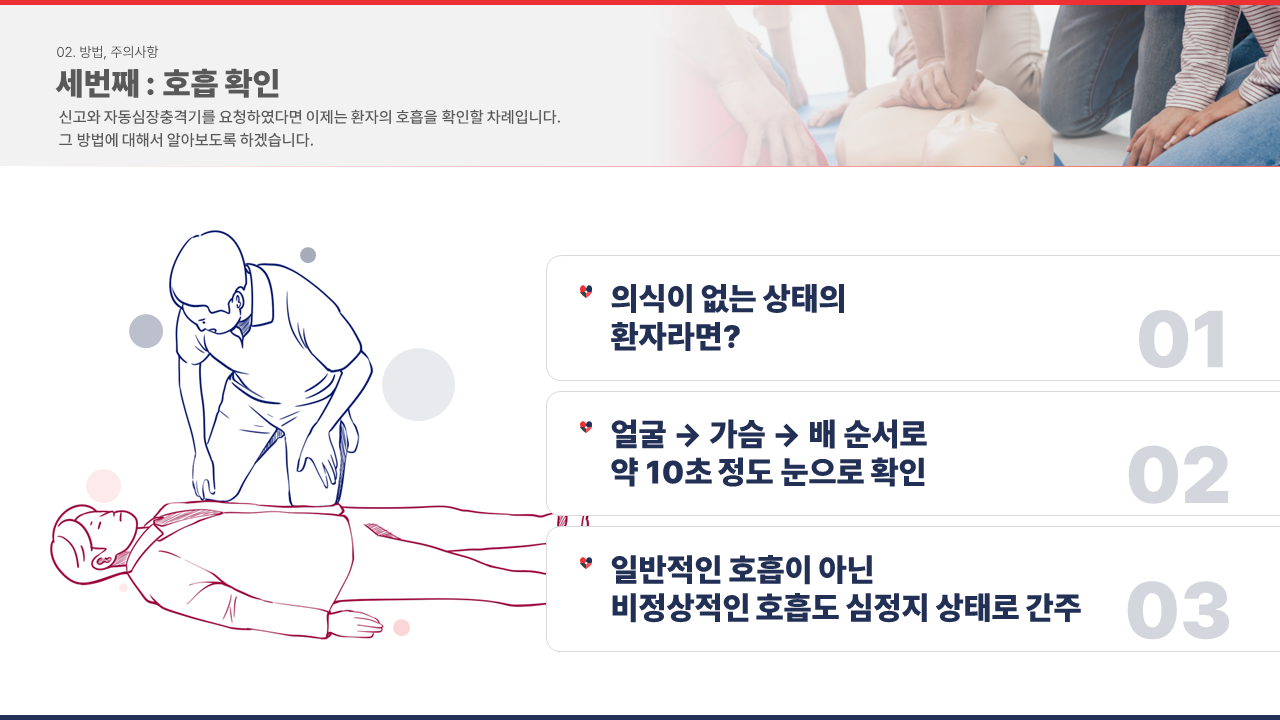 02. 방법, 주의사항
세번째 : 호흡 확인
신고와 자동심장충격기를 요청하였다면 이제는 환자의 호흡을 확인할 차례입니다.
그 방법에 대해서 알아보도록 하겠습니다.
의식이 없는 상태의
환자라면?
01
얼굴 → 가슴 → 배 순서로
약 10초 정도 눈으로 확인
02
일반적인 호흡이 아닌
비정상적인 호흡도 심정지 상태로 간주
03